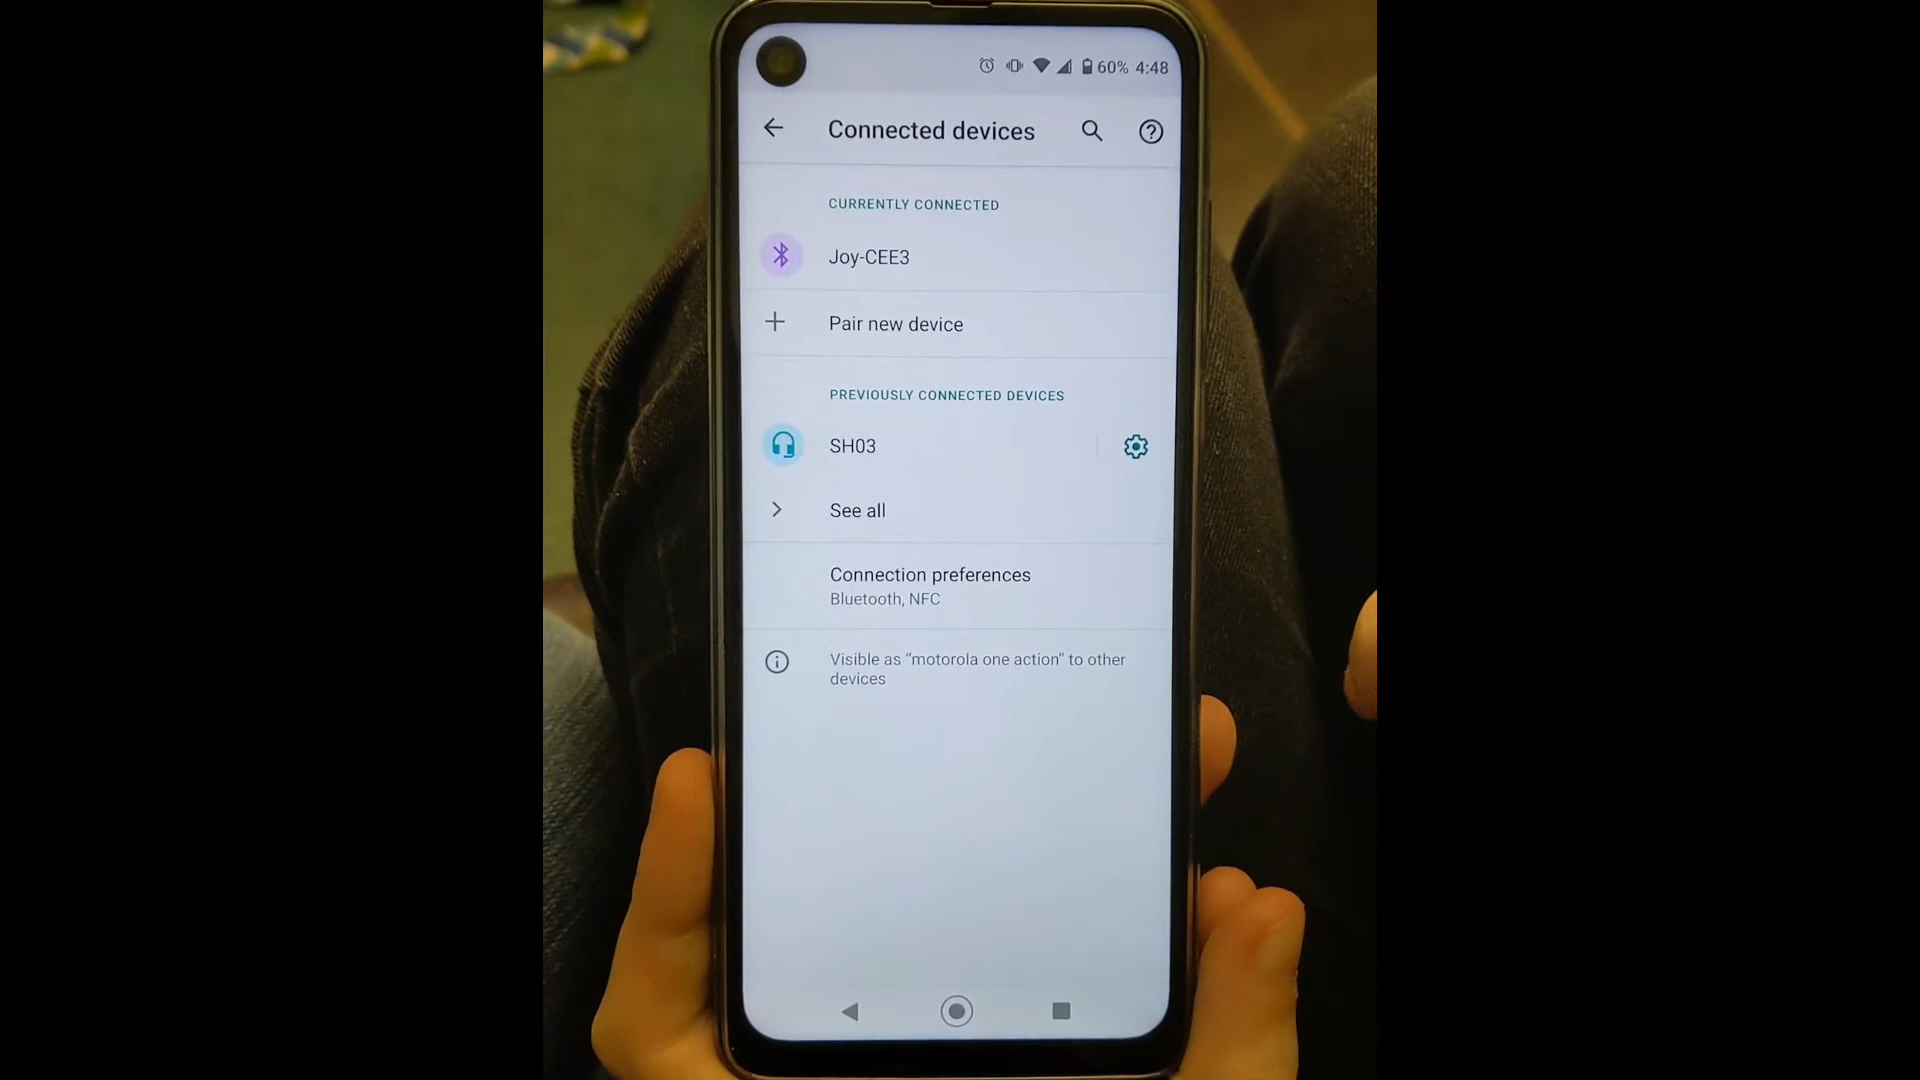 60% 4:48
Connected devices
CURRENTLY CONNECTED
Joy-CEE3
Pair new device
PREVIOUSLY CONNECTED DEVICES
SH03
See all
Connection preferences
Bluetooth, NFC
Visible as “motorola one action” to other
devices